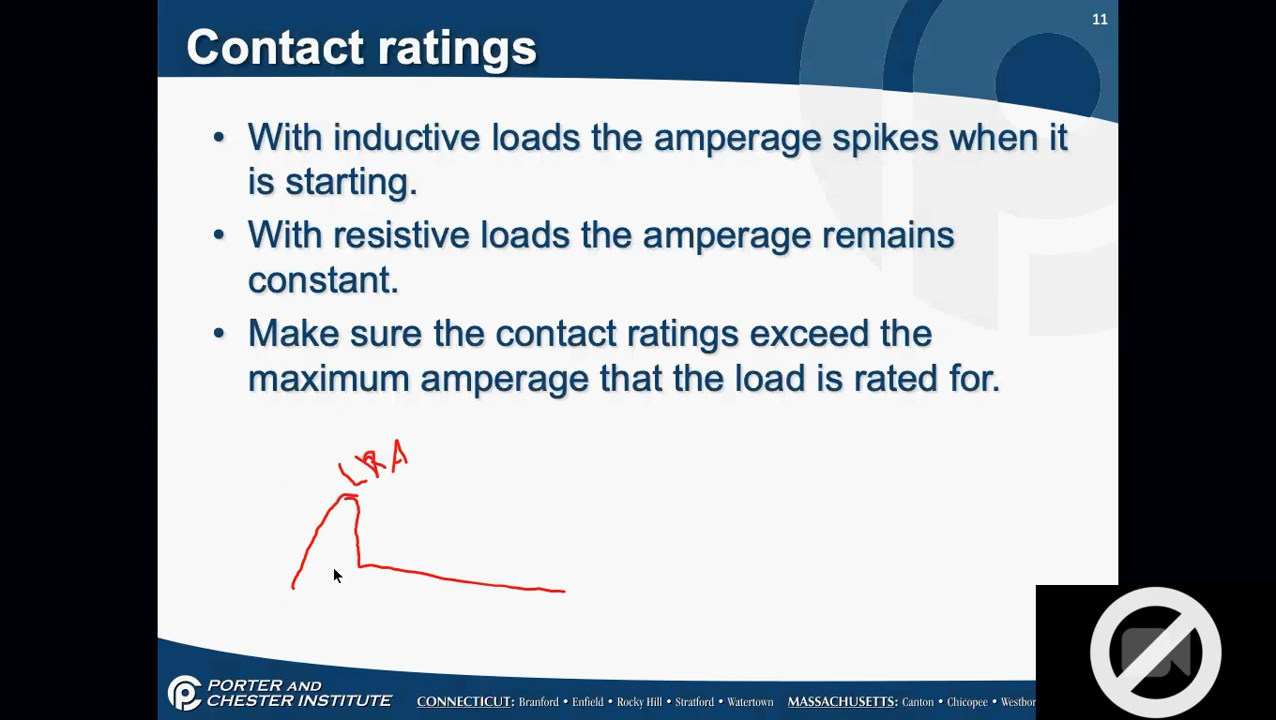 11
Contact ratings
• With inductive loads the amperage spikes when it
is starting.
• With resistive loads the amperage remains
constant.
• Make sure the contact ratings exceed the
maximum amperage that the load is rated for.
LRA
PORTER AND
CHESTER INSTITUTE
CONNECTICUT: Branford • Enfield • Rocky Hill • Stratford • Watertown MASSACHUSETTS: Canton • Chicopee • Westbor